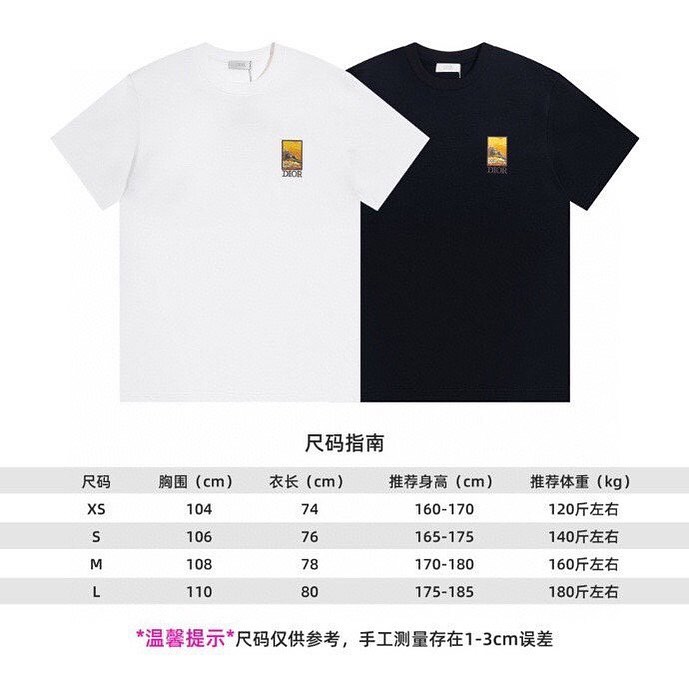 DIOR
DIOR
尺码指南
尺码 胸围（cm） 衣长（cm） 推荐身高（cm） 推荐体重（kg）
XS 104 74 160-170 120斤左右
S 106 76 165-175 140斤左右
M 108 78 170-180 160斤左右
L 110 80 175-185 180斤左右
*温馨提示*尺码仅供参考，手工测量存在1-3cm误差